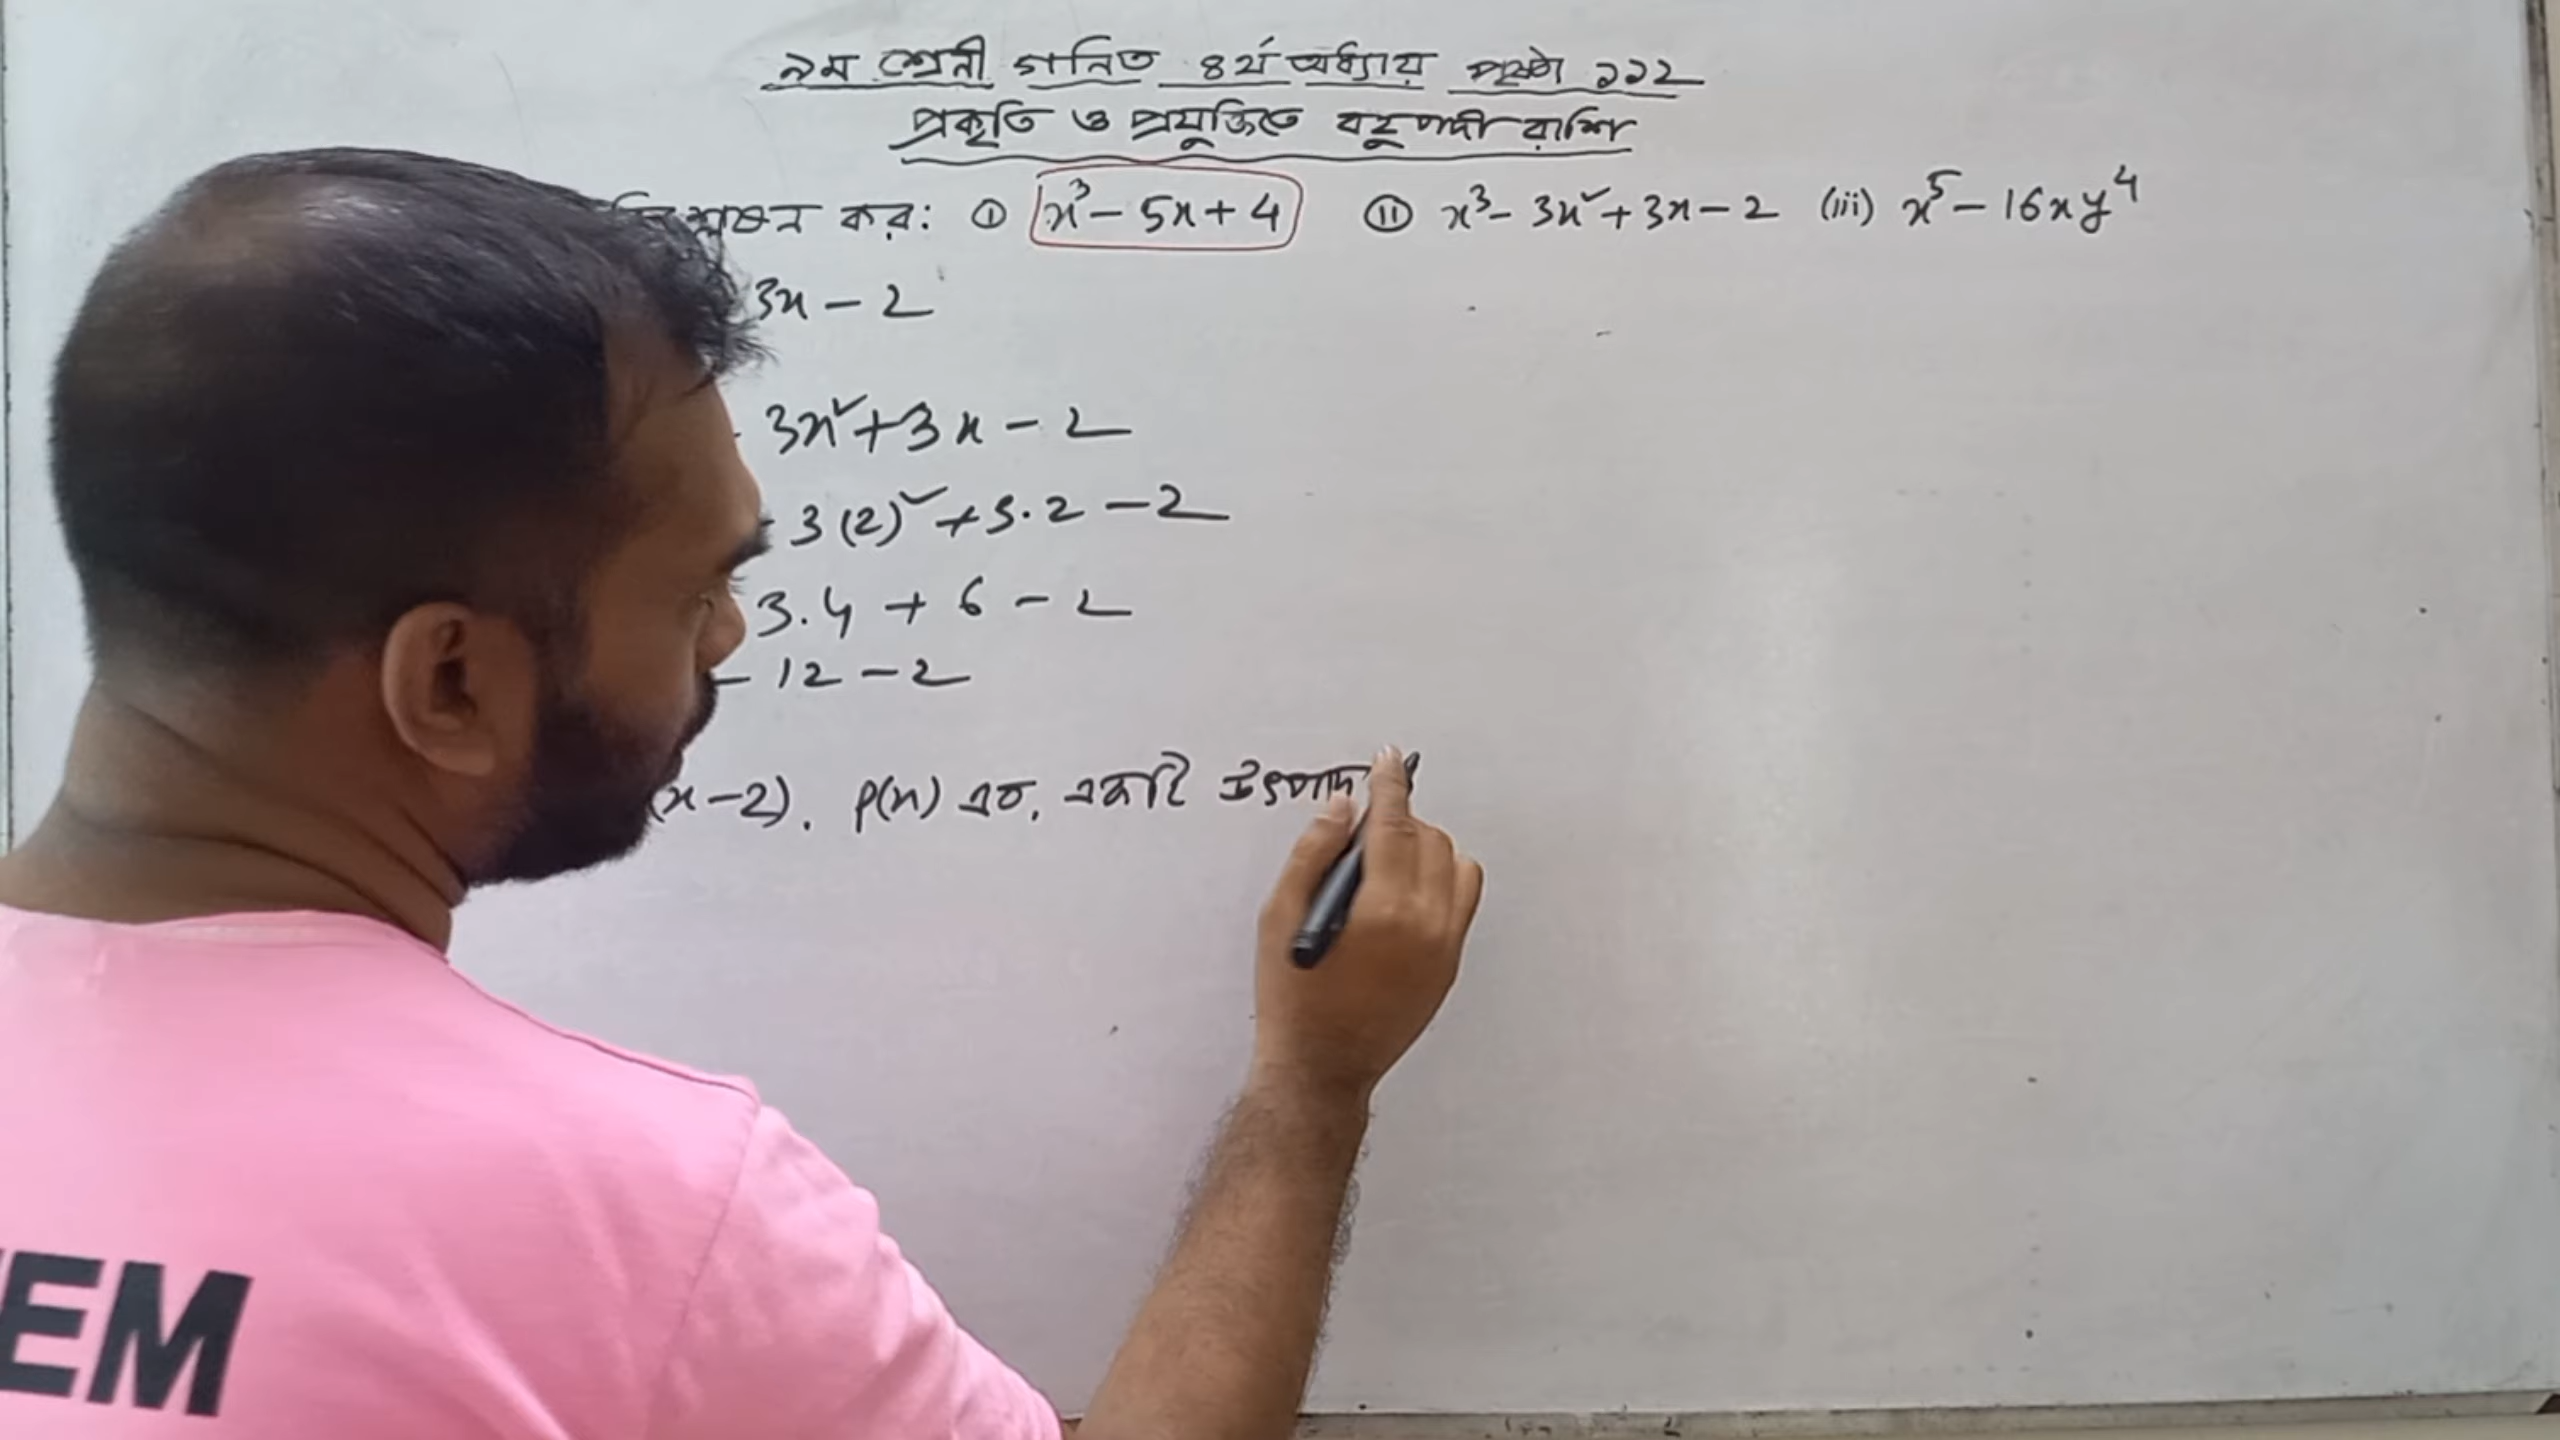 ৯ম শ্রেনী গনিত ৪র্থ অধ্যায় পৃষ্ঠা ১১২
প্রকৃতি ও প্রযুক্তিতে বহুপদী রাশি
কর: ① x³ - 5x + 4 ⑪ x³ - 3x² + 3x - 2 (iii) x⁵ - 16xy⁴
3x - 2
3x² + 3x - 2
3(2)² + 3.2 - 2
3.4 + 6 - 2
- 12 - 2
(x-2). P(x) এর, একটি
EM